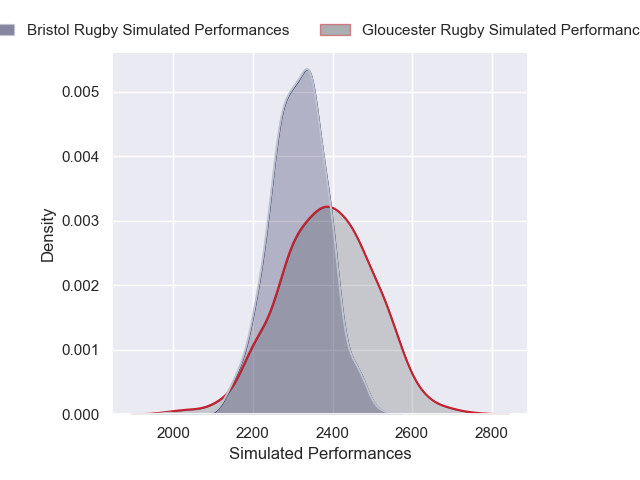 Bristol Rugby Simulated Performances
Gloucester Rugby Simulated Performanc
0.005
0.004
0.003
0.002
0.001
0.000
Density
2000 2200 2400 2600 2800
Simulated Performances